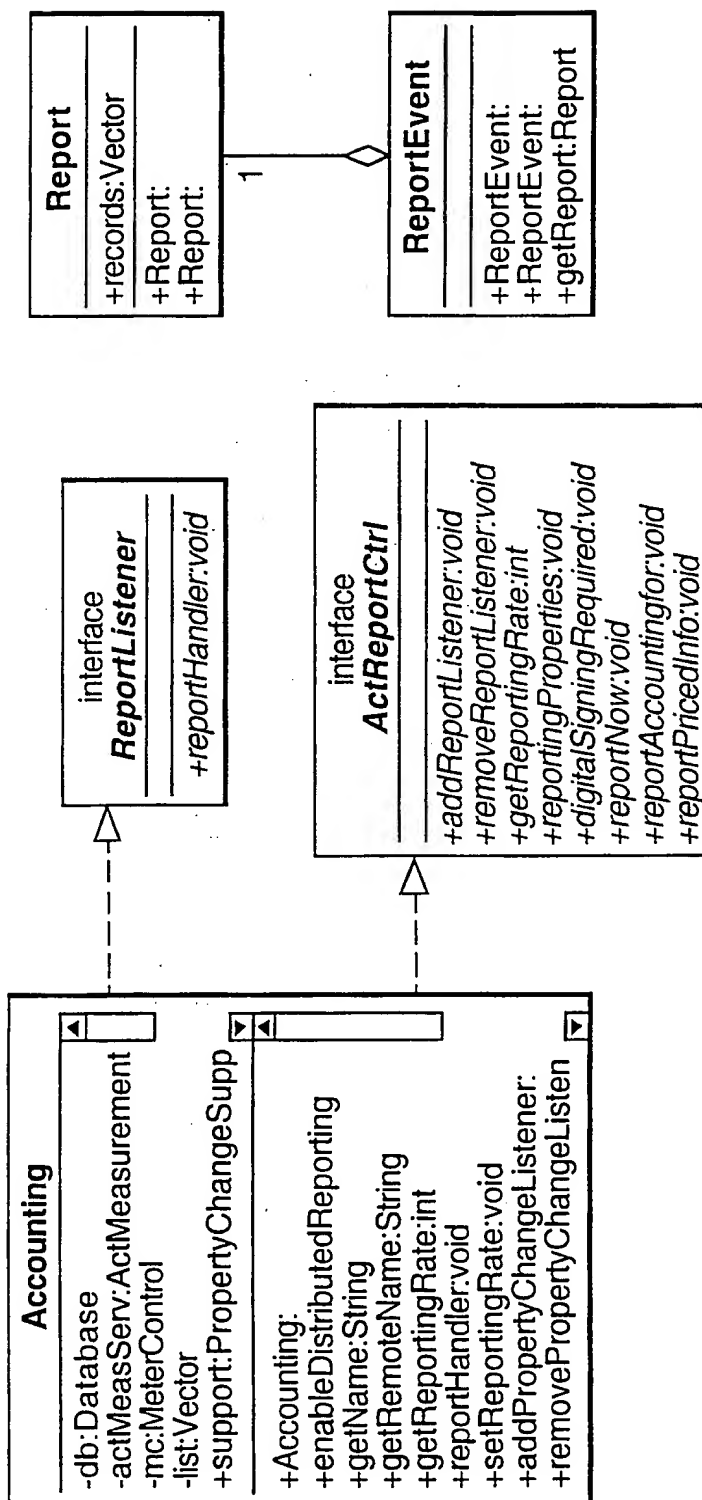 Accounting
-db:Database
-actMeasServ:ActMeasurement
-mc:MeterControl
-list:Vector
+support:PropertyChangeSupp
+Accounting:
+enableDistributedReporting
+getName:String
+getRemoteName:String
+getReportingRate:int
+reportHandler:void
+setReportingRate:void
+addPropertyChangeListener:
+removePropertyChangeListen
interface
ReportListener
+reportHandler:void
interface
ActReportCtrl
+addReportListener:void
+removeReportListener:void
+getReportingRate:int
+reportingProperties:void
+digitalSigningRequired:void
+reportNow:void
+reportAccountingfor:void
+reportPricedInfo:void
Report
+records:Vector
+Report:
+Report:
1
ReportEvent
+ReportEvent:
+ReportEvent:
+getReport:Report